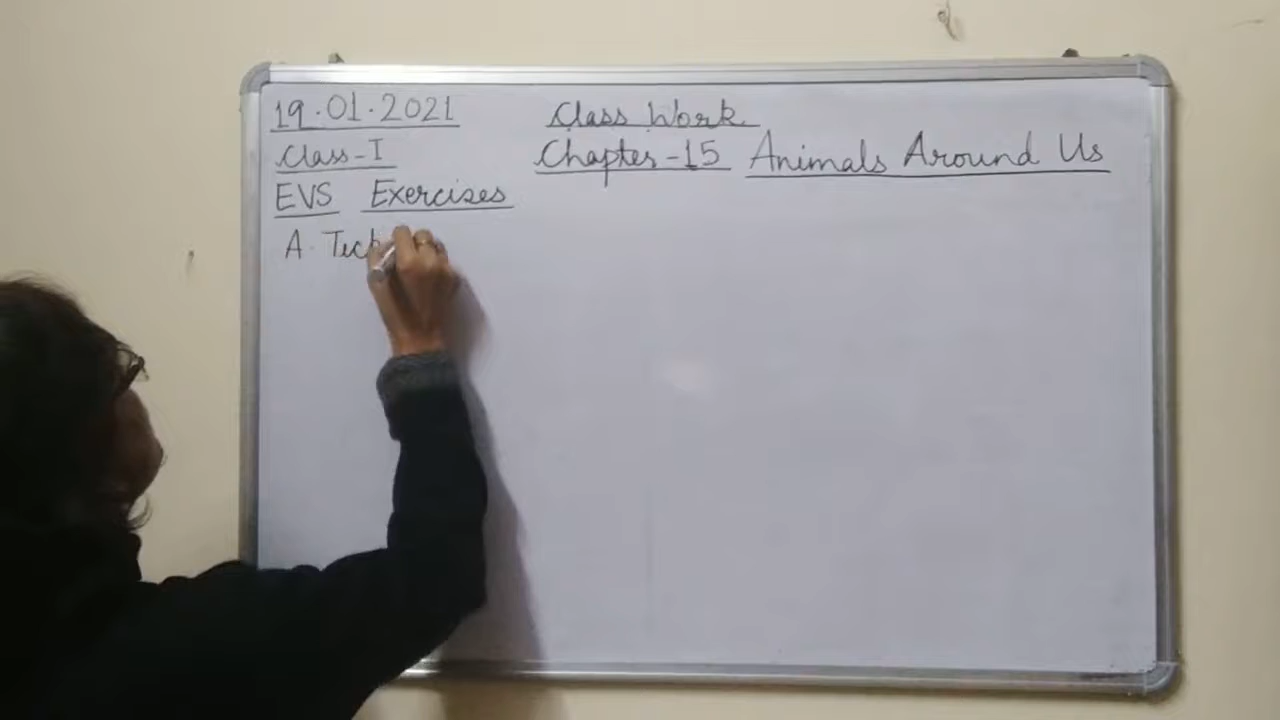 19.01.2021 Class Work
Class-I Chapter-15 Animals Around Us
EVS Exercises
A.